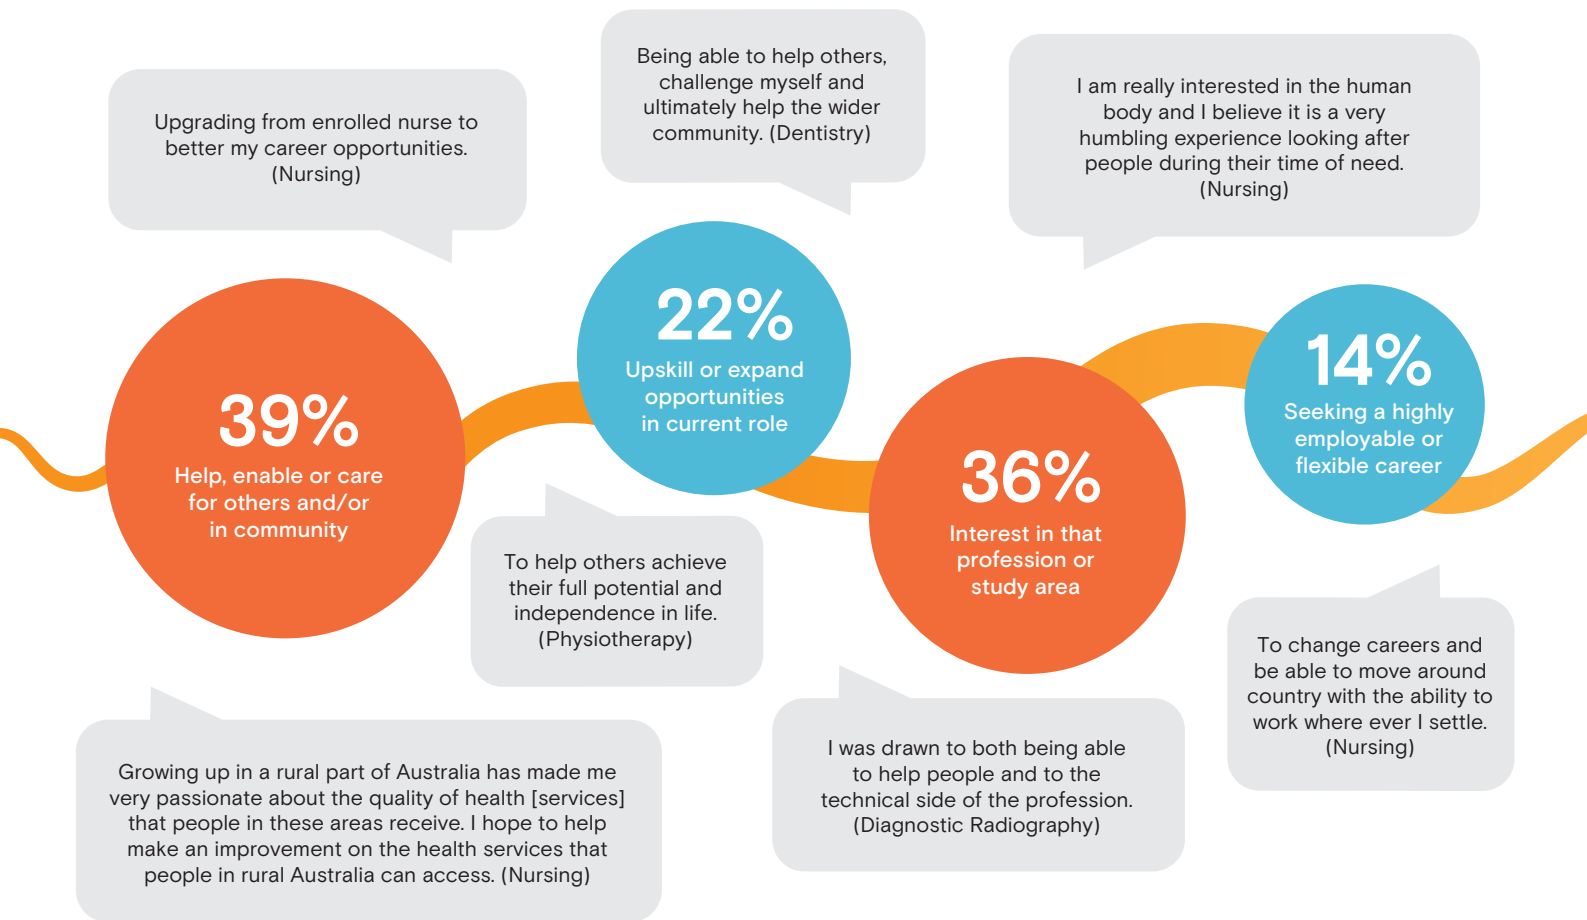 Upgrading from enrolled nurse to
better my career opportunities.
(Nursing)
Being able to help others,
challenge myself and
ultimately help the wider
community. (Dentistry)
I am really interested in the human
body and I believe it is a very
humbling experience looking after
people during their time of need.
(Nursing)
39%
Help, enable or care
for others and/or
in community
22%
Upskill or expand
opportunities
in current role
36%
Interest in that
profession or
study area
14%
Seeking a highly
employable or
flexible career
To help others achieve
their full potential and
independence in life.
(Physiotherapy)
To change careers and
be able to move around
country with the ability to
work where ever I settle.
(Nursing)
Growing up in a rural part of Australia has made me
very passionate about the quality of health [services]
that people in these areas receive. I hope to help
make an improvement on the health services that
people in rural Australia can access. (Nursing)
I was drawn to both being able
to help people and to the
technical side of the profession.
(Diagnostic Radiography)